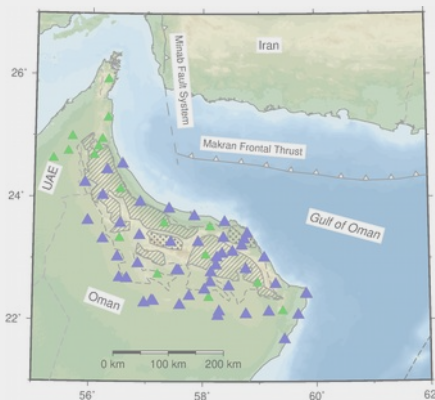 Iran
Minab Fault System
26°
Makran Frontal Thrust
UAE
24°
Gulf of Oman
Oman
22°
0 km 100 km 200 km
56° 58° 60° 62